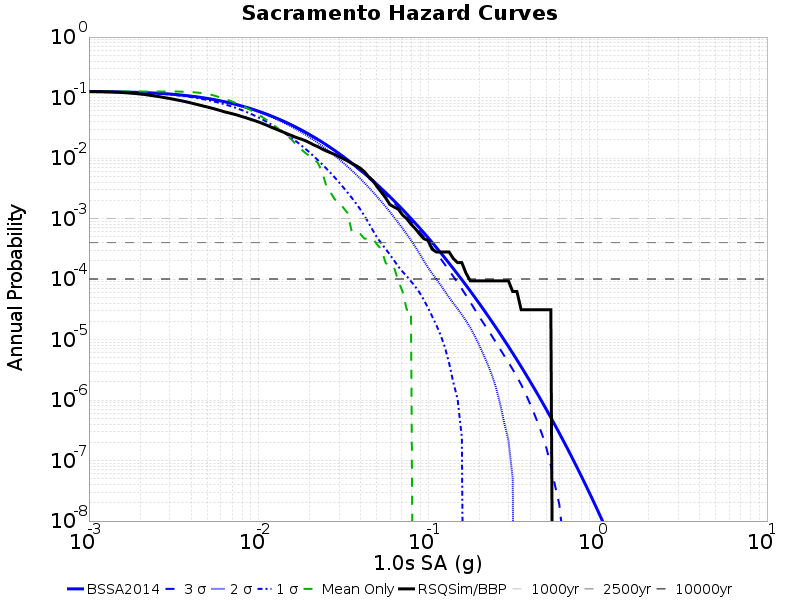 Sacramento Hazard Curves
10^0
10^-1
10^-2
10^-3
10^-4
10^-5
10^-6
10^-7
10^-8
Annual Probability
10^-3 10^-2 10^-1 10^0 10^1
1.0s SA (g)
BSSA2014 3 σ 2 σ 1 σ Mean Only RSQSim/BBP 1000yr 2500yr 10000yr